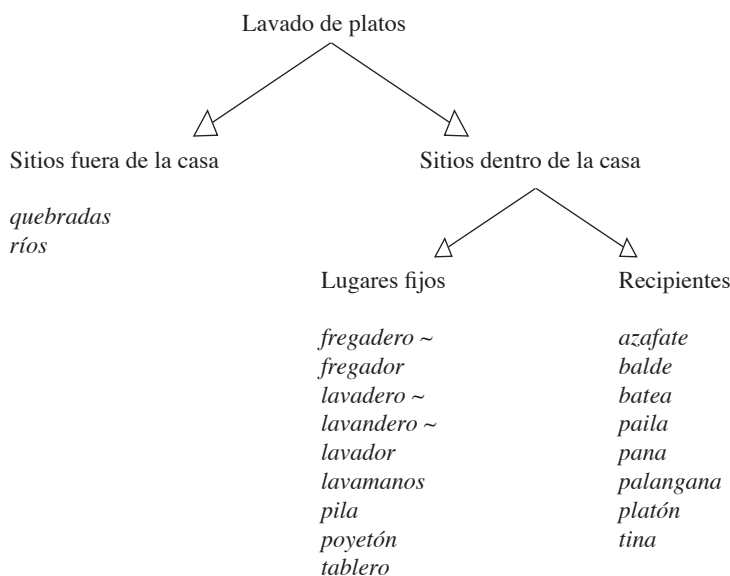 Lavado de platos
Sitios fuera de la casa
quebradas
ríos
Sitios dentro de la casa
Lugares fijos
fregadero ~
fregador
lavadero ~
lavandero ~
lavador
lavamanos
pila
poyetón
tablero
Recipientes
azafate
balde
batea
paila
pana
palangana
platón
tina